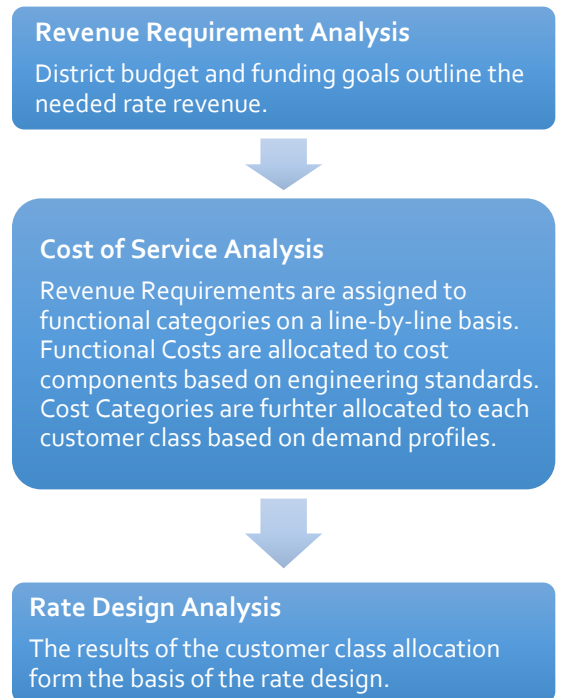 Revenue Requirement Analysis
District budget and funding goals outline the
needed rate revenue.
Cost of Service Analysis
Revenue Requirements are assigned to
functional categories on a line-by-line basis.
Functional Costs are allocated to cost
components based on engineering standards.
Cost Categories are furhter allocated to each
customer class based on demand profiles.
Rate Design Analysis
The results of the customer class allocation
form the basis of the rate design.